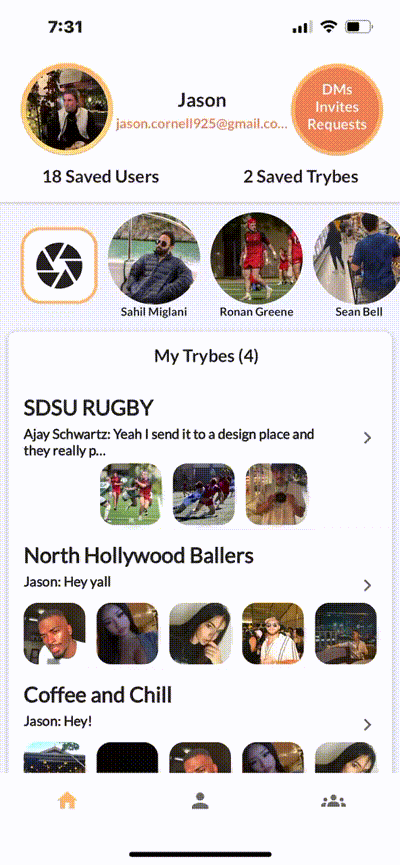 7:31
Jason
jason.cornell925@gmail.co...
DMs
Invites
Requests
18 Saved Users
2 Saved Trybes
Sahil Miglani
Ronan Greene
Sean Bell
My Trybes (4)
SDSU RUGBY
Ajay Schwartz: Yeah I send it to a design place and
they really p...
North Hollywood Ballers
Jason: Hey yall
Coffee and Chill
Jason: Hey!